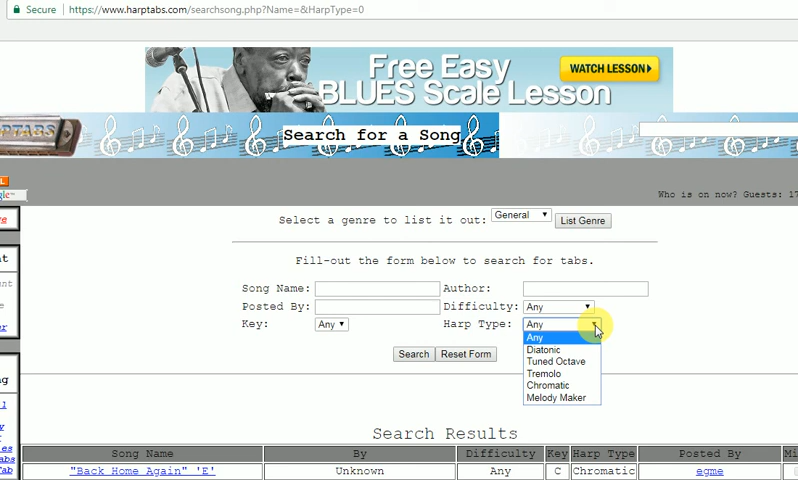 Secure https://www.harptabs.com/searchsong.php?Name=&HarpType=0
Free Easy
BLUES Scale Lesson
WATCH LESSON
Search for a Song
Who is on now? Guests: 17
Select a genre to list it out: General List Genre
Fill-out the form below to search for tabs.
Song Name: Author:
Posted By: Difficulty: Any
Key: Any Harp Type: Any
Any
Diatonic
Search Reset Form
Tuned Octave
Tremolo
Chromatic
Melody Maker
Search Results
Song Name By Difficulty Key Harp Type Posted By
"Back Home Again" 'E' Unknown Any C Chromatic egme